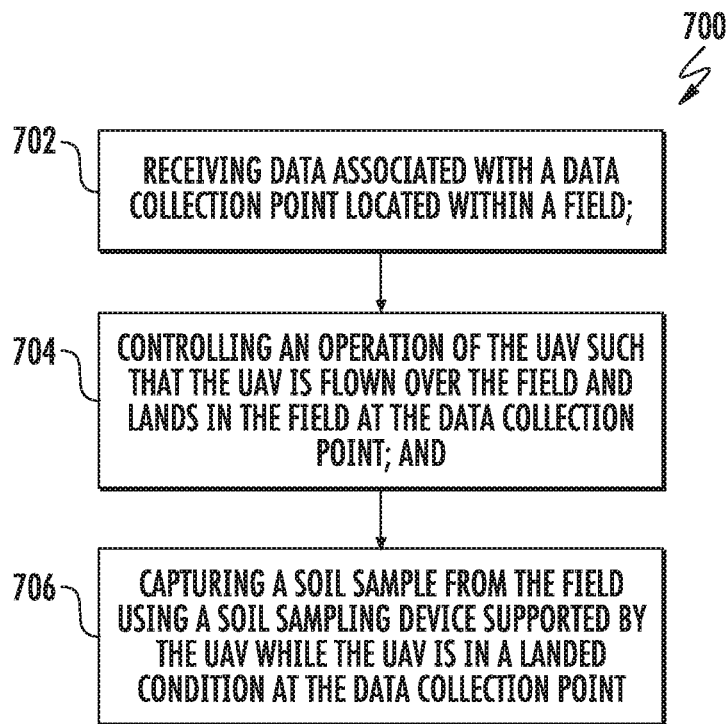 700
702
RECEIVING DATA ASSOCIATED WITH A DATA
COLLECTION POINT LOCATED WITHIN A FIELD;
704
CONTROLLING AN OPERATION OF THE UAV SUCH
THAT THE UAV IS FLOWN OVER THE FIELD AND
LANDS IN THE FIELD AT THE DATA COLLECTION
POINT; AND
706
CAPTURING A SOIL SAMPLE FROM THE FIELD
USING A SOIL SAMPLING DEVICE SUPPORTED BY
THE UAV WHILE THE UAV IS IN A LANDED
CONDITION AT THE DATA COLLECTION POINT